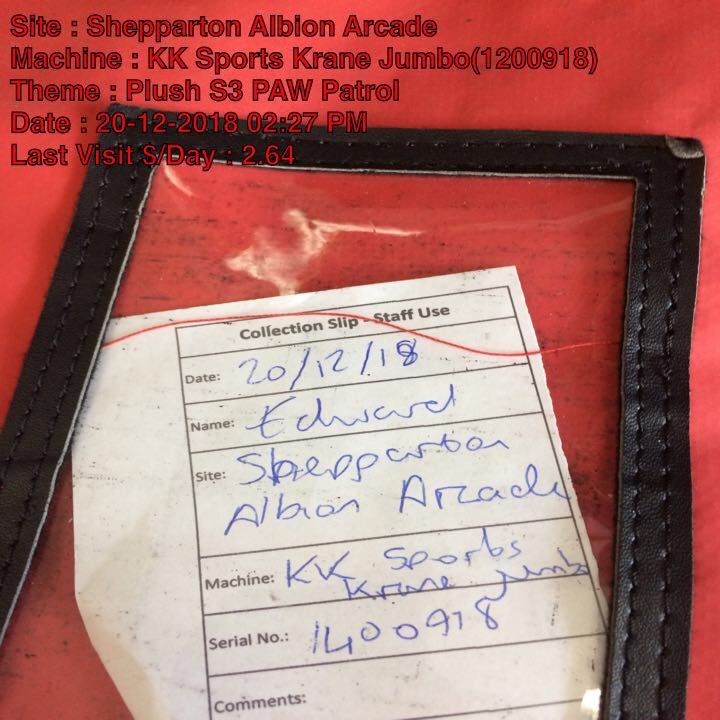 Site : Shepparton Albion Arcade
Machine : KK Sports Krane Jumbo(1200918)
Theme : Plush S3 PAW Patrol
Date : 20-12-2018 02:27 PM
Last Visit $/Day : 2.64
Collection Slip - Staff Use
Date: 20/12/18
Name: Edward
Site: Shepparton
Albion Arcade
Machine: KK Sports
Krane Jumbo
Serial No.: 1400918
Comments: